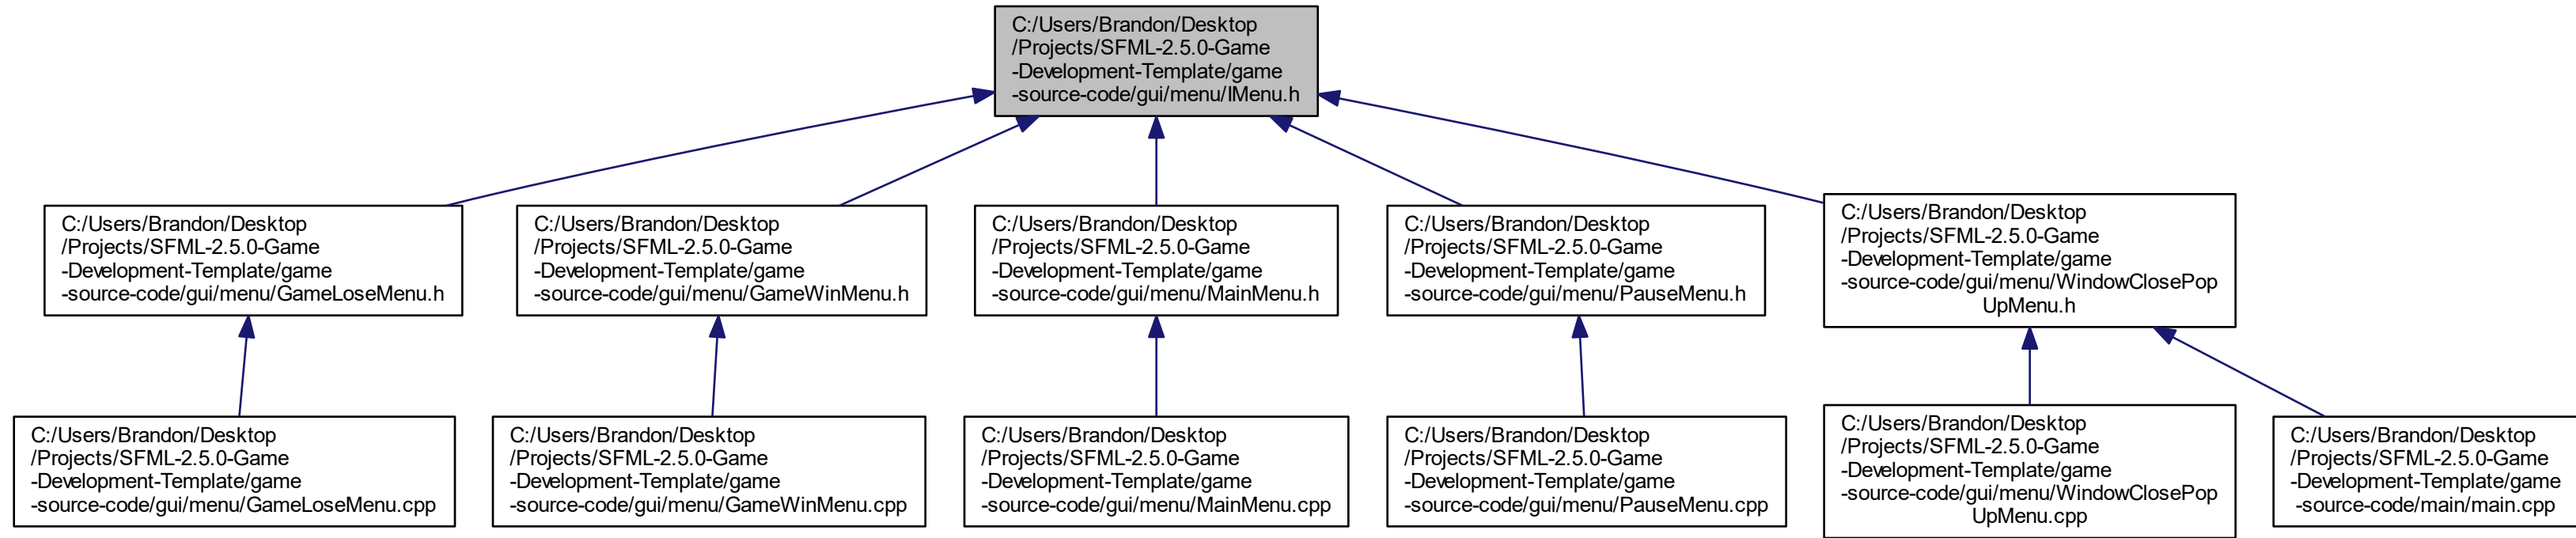 C:/Users/Brandon/Desktop
/Projects/SFML-2.5.0-Game
-Development-Template/game
-source-code/gui/menu/IMenu.h
C:/Users/Brandon/Desktop
/Projects/SFML-2.5.0-Game
-Development-Template/game
-source-code/gui/menu/GameLoseMenu.h
C:/Users/Brandon/Desktop
/Projects/SFML-2.5.0-Game
-Development-Template/game
-source-code/gui/menu/GameWinMenu.h
C:/Users/Brandon/Desktop
/Projects/SFML-2.5.0-Game
-Development-Template/game
-source-code/gui/menu/MainMenu.h
C:/Users/Brandon/Desktop
/Projects/SFML-2.5.0-Game
-Development-Template/game
-source-code/gui/menu/PauseMenu.h
C:/Users/Brandon/Desktop
/Projects/SFML-2.5.0-Game
-Development-Template/game
-source-code/gui/menu/WindowClosePop
UpMenu.h
C:/Users/Brandon/Desktop
/Projects/SFML-2.5.0-Game
-Development-Template/game
-source-code/gui/menu/GameLoseMenu.cpp
C:/Users/Brandon/Desktop
/Projects/SFML-2.5.0-Game
-Development-Template/game
-source-code/gui/menu/GameWinMenu.cpp
C:/Users/Brandon/Desktop
/Projects/SFML-2.5.0-Game
-Development-Template/game
-source-code/gui/menu/MainMenu.cpp
C:/Users/Brandon/Desktop
/Projects/SFML-2.5.0-Game
-Development-Template/game
-source-code/gui/menu/PauseMenu.cpp
C:/Users/Brandon/Desktop
/Projects/SFML-2.5.0-Game
-Development-Template/game
-source-code/gui/menu/WindowClosePop
UpMenu.cpp
C:/Users/Brandon/Desktop
/Projects/SFML-2.5.0-Game
-Development-Template/game
-source-code/main/main.cpp